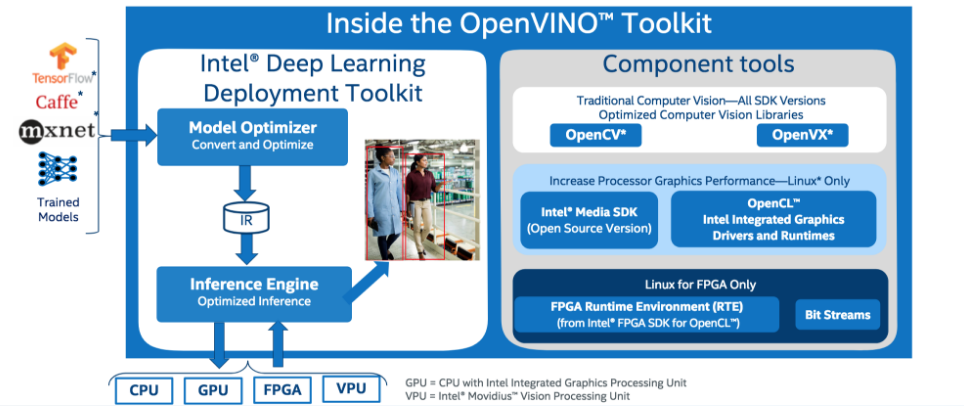 Inside the OpenVINO™ Toolkit
TensorFlow*
Caffe*
mxnet*
Trained
Models
Intel® Deep Learning
Deployment Toolkit
Model Optimizer
Convert and Optimize
IR
Inference Engine
Optimized Inference
CPU
GPU
FPGA
VPU
Component tools
Traditional Computer Vision—All SDK Versions
Optimized Computer Vision Libraries
OpenCV*
OpenVX*
Increase Processor Graphics Performance—Linux* Only
Intel® Media SDK
(Open Source Version)
OpenCL™
Intel Integrated Graphics
Drivers and Runtimes
Linux for FPGA Only
FPGA Runtime Environment (RTE)
(from Intel® FPGA SDK for OpenCL™)
Bit Streams
GPU = CPU with Intel Integrated Graphics Processing Unit
VPU = Intel® Movidius™ Vision Processing Unit